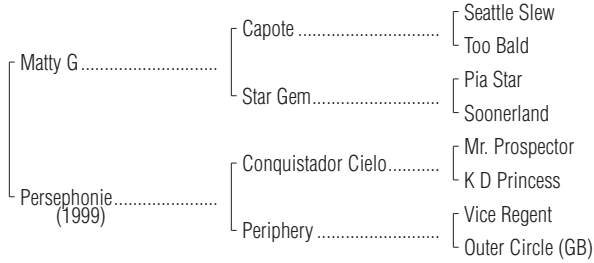 Seattle Slew
Capote ..............................
Too Bald
Matty G .............................
Pia Star
Star Gem...........................
Soonerland
Mr. Prospector
Conquistador Cielo...........
K D Princess
Persephonie......................
(1999)
Vice Regent
Periphery ..........................
Outer Circle (GB)